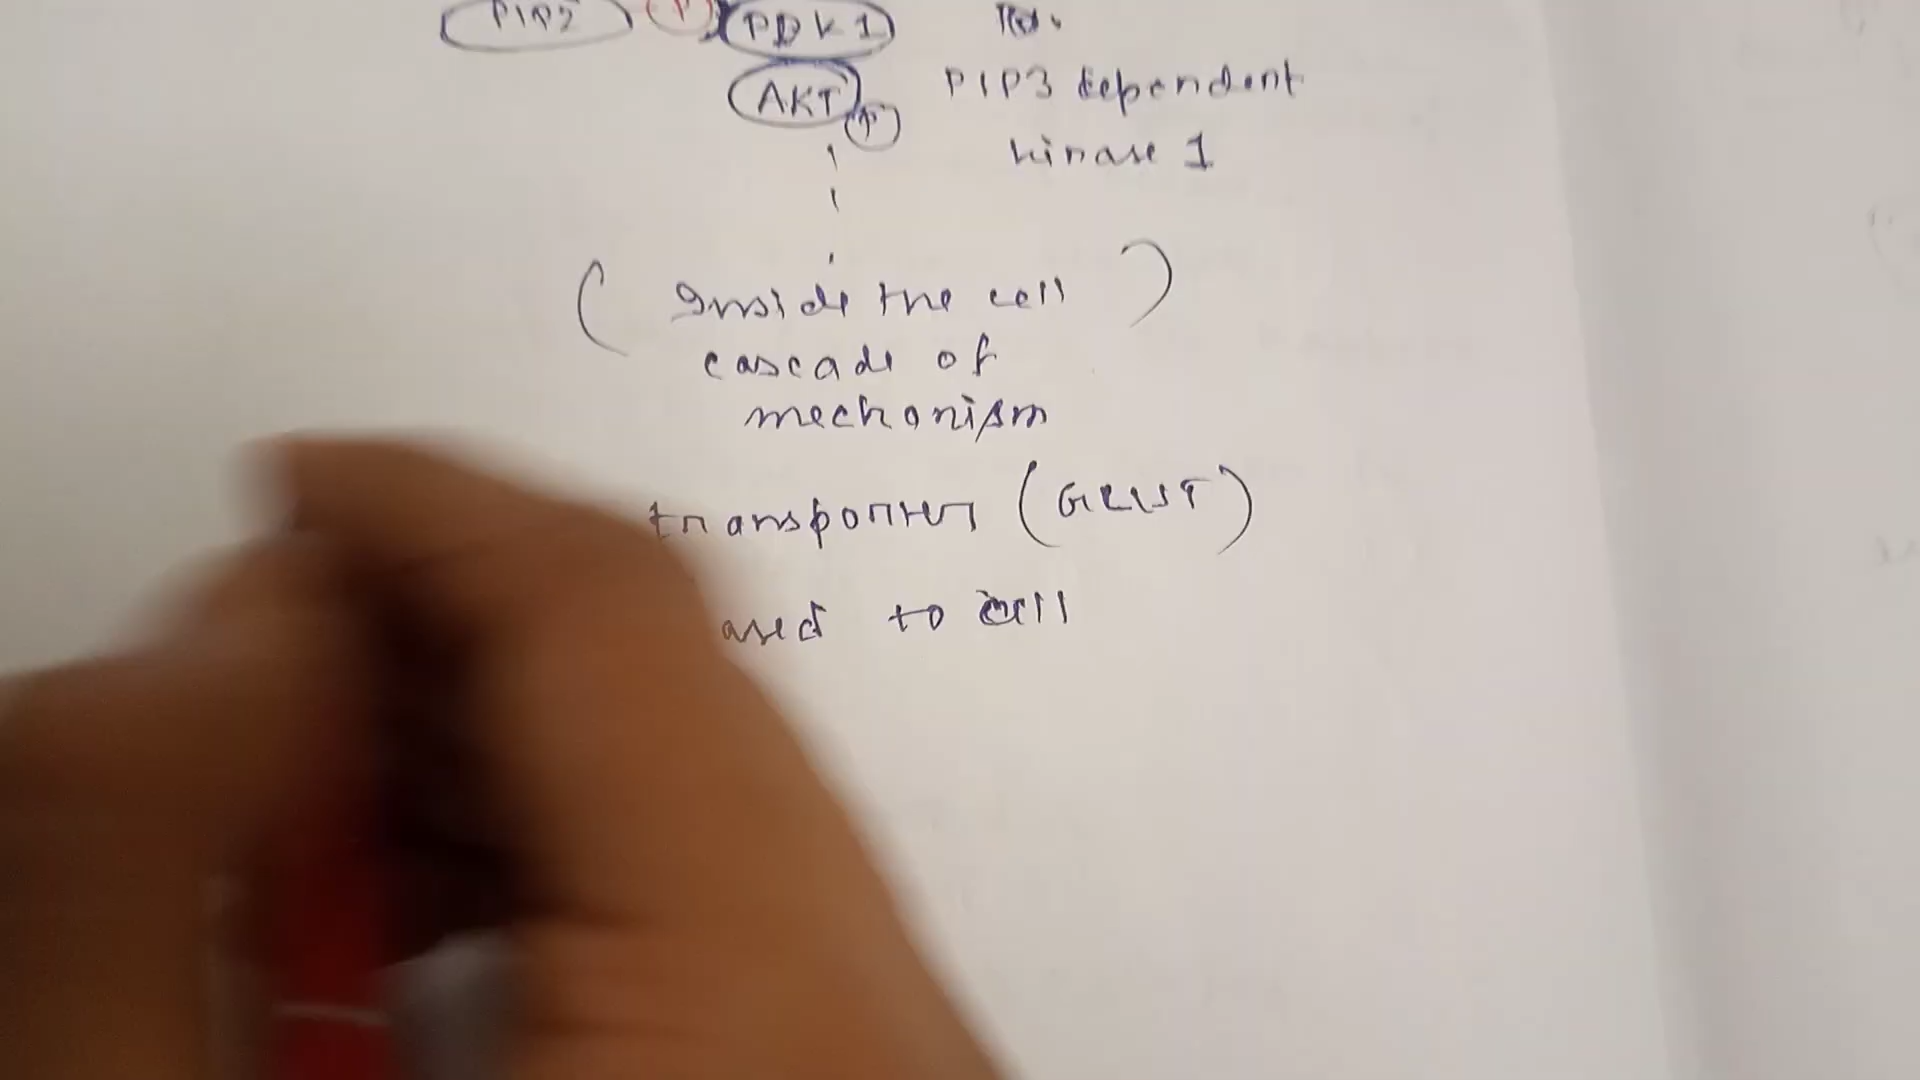 PIP2 P PDK1
AKT P PIP3 dependent
kinase 1
( Inside the cell )
cascade of
mechanism
transporter (GLUT)
to cell